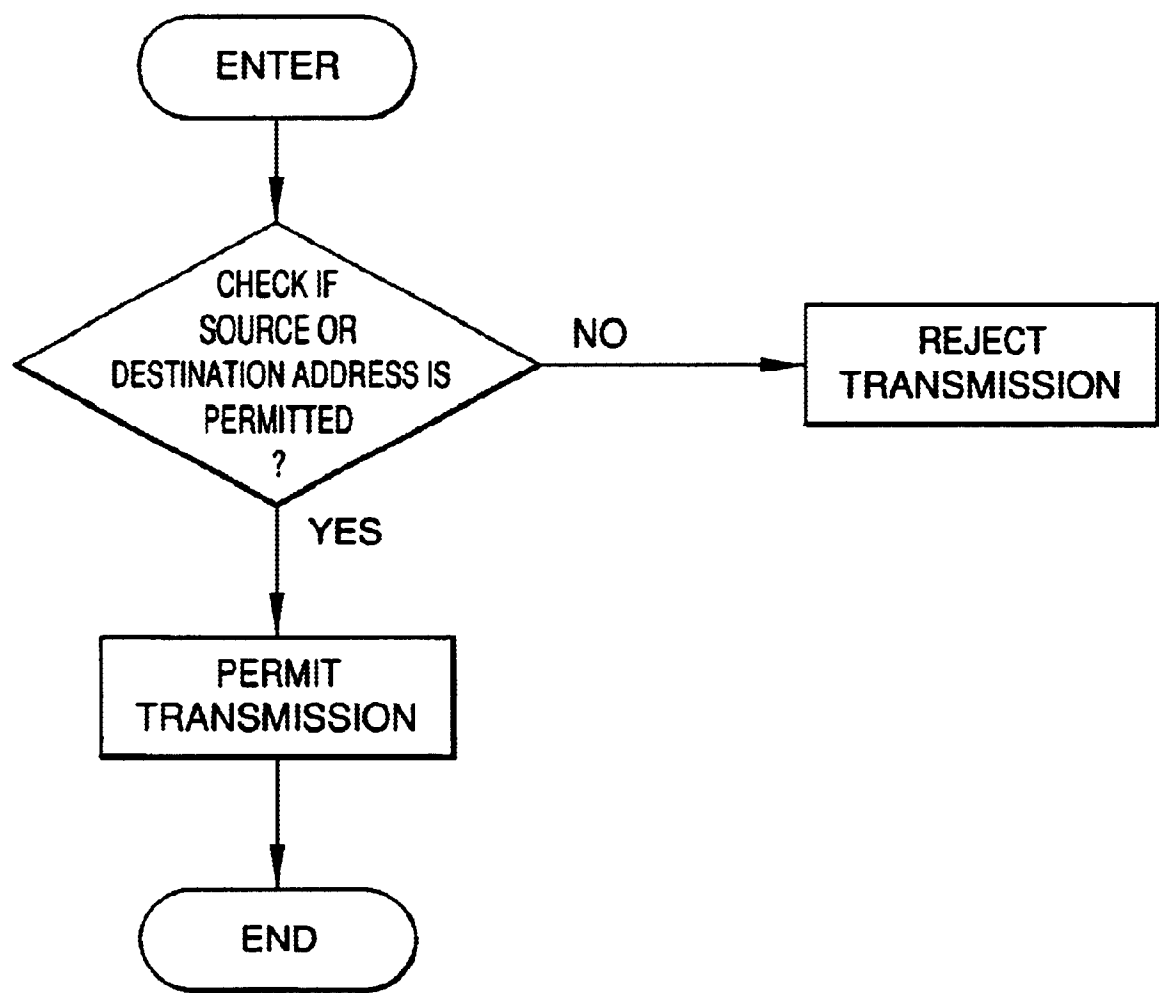 ENTER
CHECK IF
SOURCE OR
DESTINATION ADDRESS IS
PERMITTED
?
NO
REJECT
TRANSMISSION
YES
PERMIT
TRANSMISSION
END